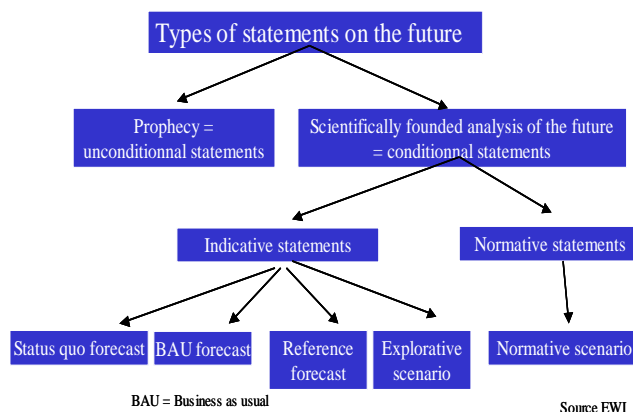 Types of statements on the future
Prophecy =
unconditionnal statements
Scientifically founded analysis of the future
= conditionnal statements
Indicative statements
Normative statements
Status quo forecast
BAU forecast
Reference
forecast
Explorative
scenario
Normative scenario
BAU = Business as usual
Source EWI